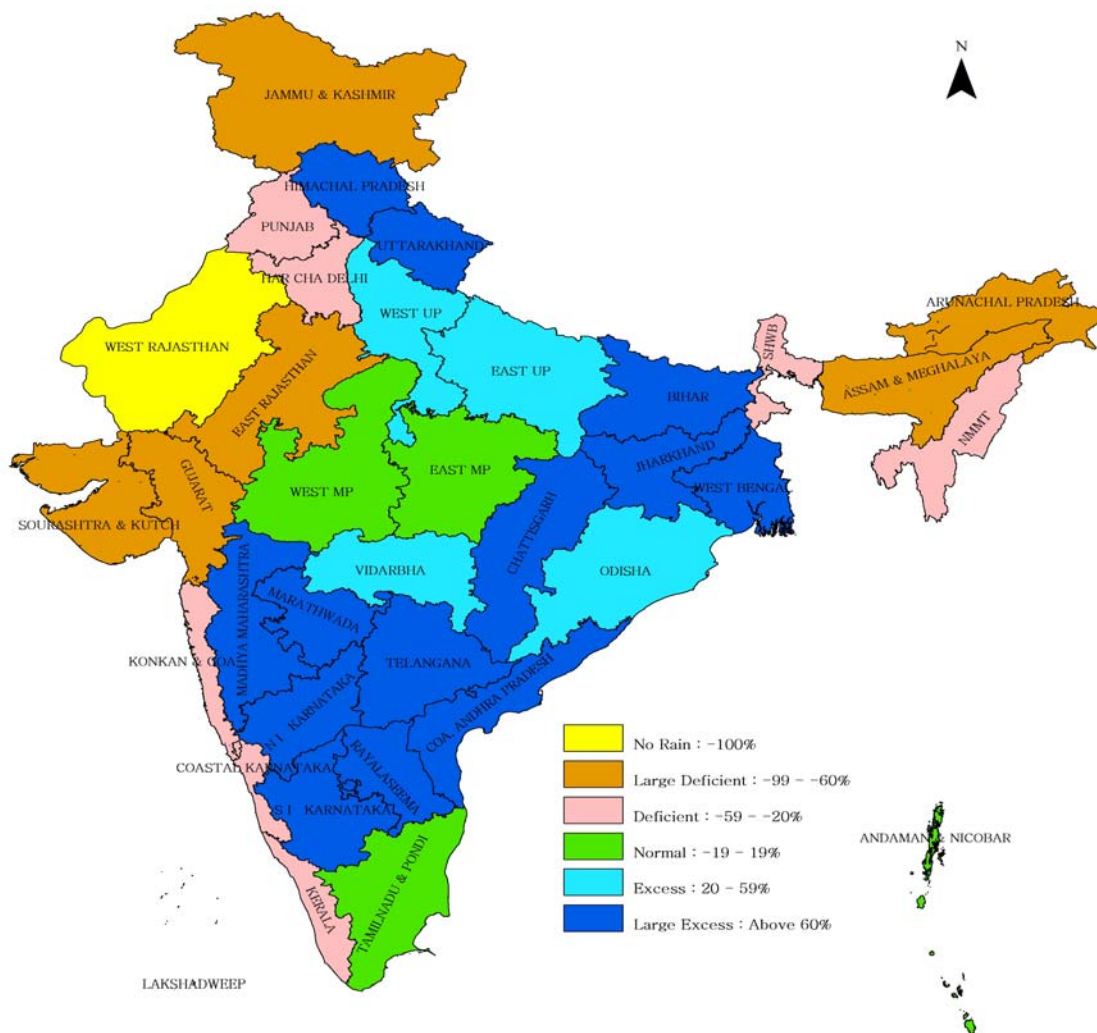 N
JAMMU & KASHMIR
HIMACHAL PRADESH
PUNJAB
UTTARAKHAND
HAR CHA DELHI
WEST RAJASTHAN
WEST UP
EAST RAJASTHAN
EAST UP
SHWB
ARUNACHAL PRADESH
ASSAM & MEGHALAYA
NMMT
BIHAR
JHARKHAND
WEST BENGAL
GUJARAT
WEST MP
EAST MP
SOURASHTRA & KUTCH
CHATTISGARH
VIDARBHA
ODISHA
MADHYA MAHARASHTRA
MARATHWADA
KONKAN & GOA
TELANGANA
COA. ANDHRA PRADESH
N I KARNATAKA
COASTAL KARNATAKA
RAYALASEEMA
S I KARNATAKA
KERALA
TAMILNADU & PONDI
LAKSHADWEEP
ANDAMAN & NICOBAR
No Rain : -100%
Large Deficient : -99 - -60%
Deficient : -59 - -20%
Normal : -19 - 19%
Excess : 20 - 59%
Large Excess : Above 60%